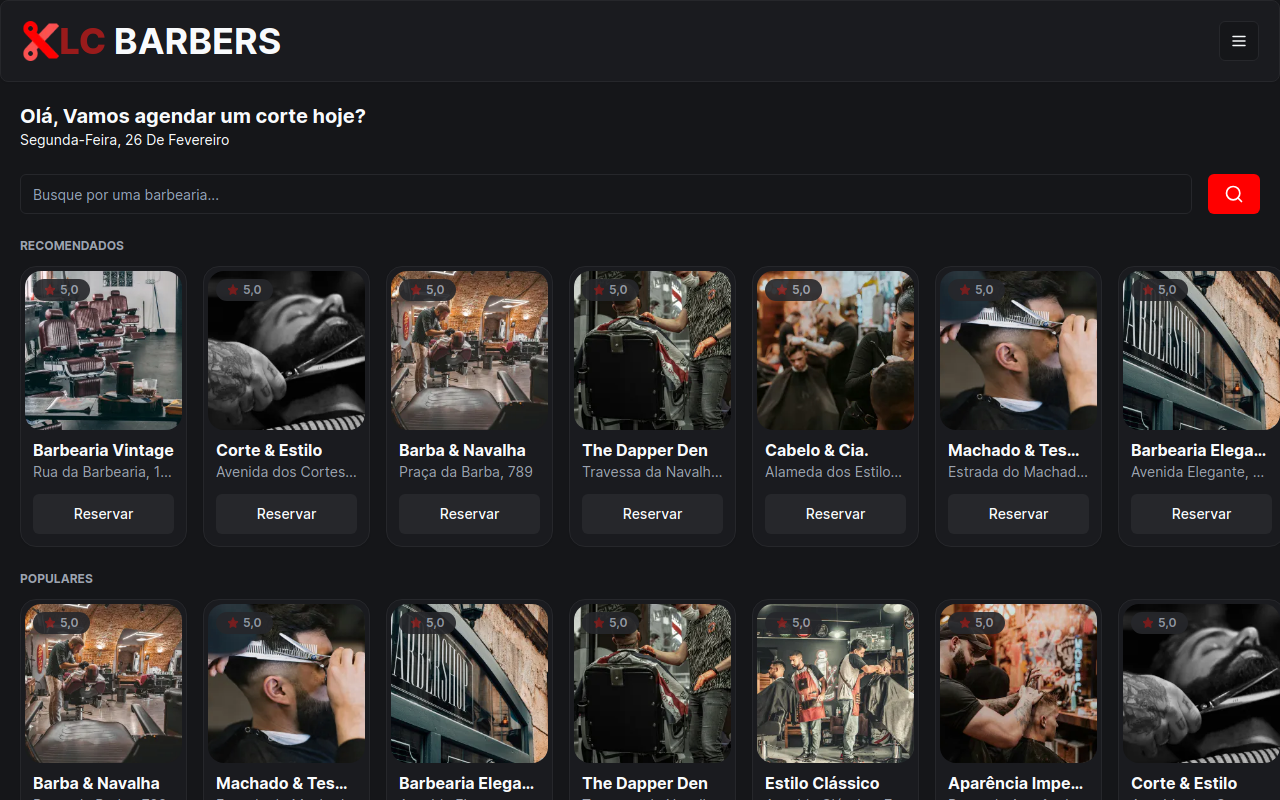 LC BARBERS
Olá, Vamos agendar um corte hoje?
Segunda-Feira, 26 De Fevereiro
Busque por uma barbearia...
RECOMENDADOS
5,0
5,0
5,0
5,0
5,0
5,0
5,0
Barbearia Vintage
Corte & Estilo
Barba & Navalha
The Dapper Den
Cabelo & Cia.
Machado & Tes...
Barbearia Elega...
Rua da Barbearia, 1...
Avenida dos Cortes...
Praça da Barba, 789
Travessa da Navalh...
Alameda dos Estilo...
Estrada do Machad...
Avenida Elegante, ...
Reservar
Reservar
Reservar
Reservar
Reservar
Reservar
Reservar
POPULARES
5,0
5,0
5,0
5,0
5,0
5,0
5,0
Barba & Navalha
Machado & Tes...
Barbearia Elega...
The Dapper Den
Estilo Clássico
Aparência Impe...
Corte & Estilo